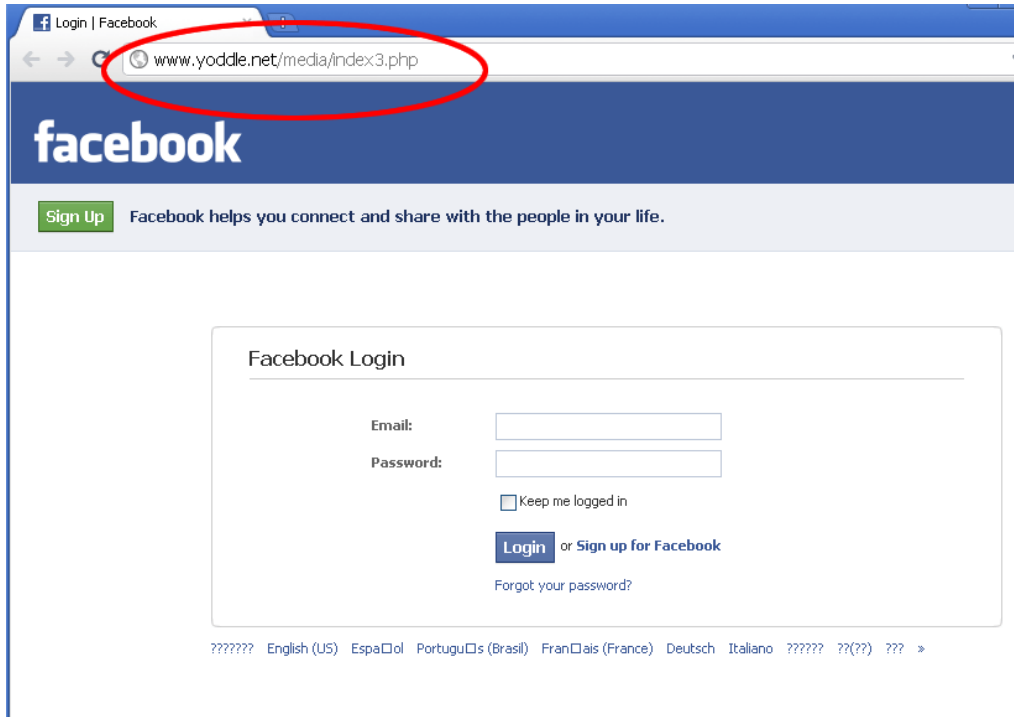 Login | Facebook
www.yoddle.net/media/index3.php
facebook
Sign Up Facebook helps you connect and share with the people in your life.
Facebook Login
Email:
Password:
Keep me logged in
Login or Sign up for Facebook
Forgot your password?
??????? English (US) Espa□ol Portugu□s (Brasil) Fran□ais (France) Deutsch Italiano ?????? ??(??) ??? »